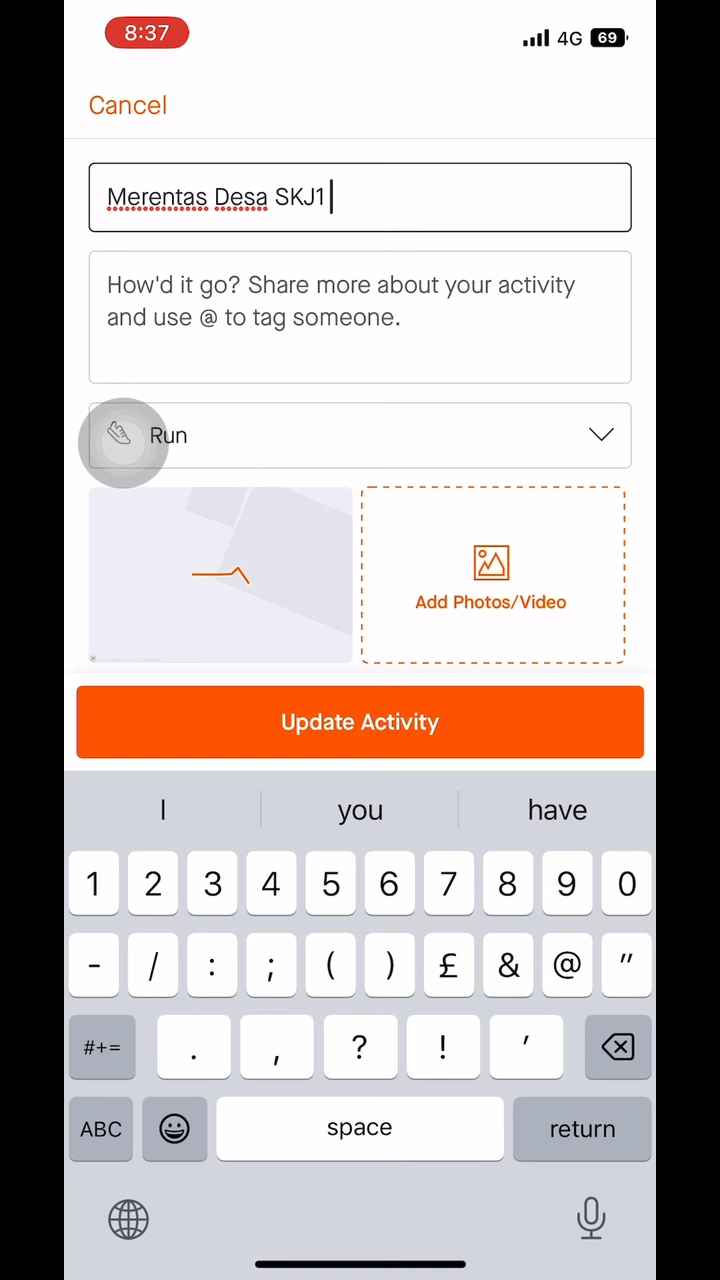 8:37
4G 69
Cancel
Merentas Desa SKJ1
How'd it go? Share more about your activity
and use @ to tag someone.
Run
Add Photos/Video
Update Activity
I you have
1 2 3 4 5 6 7 8 9 0
- / : ; ( ) £ & @ "
#+= . , ? ! '
ABC space return